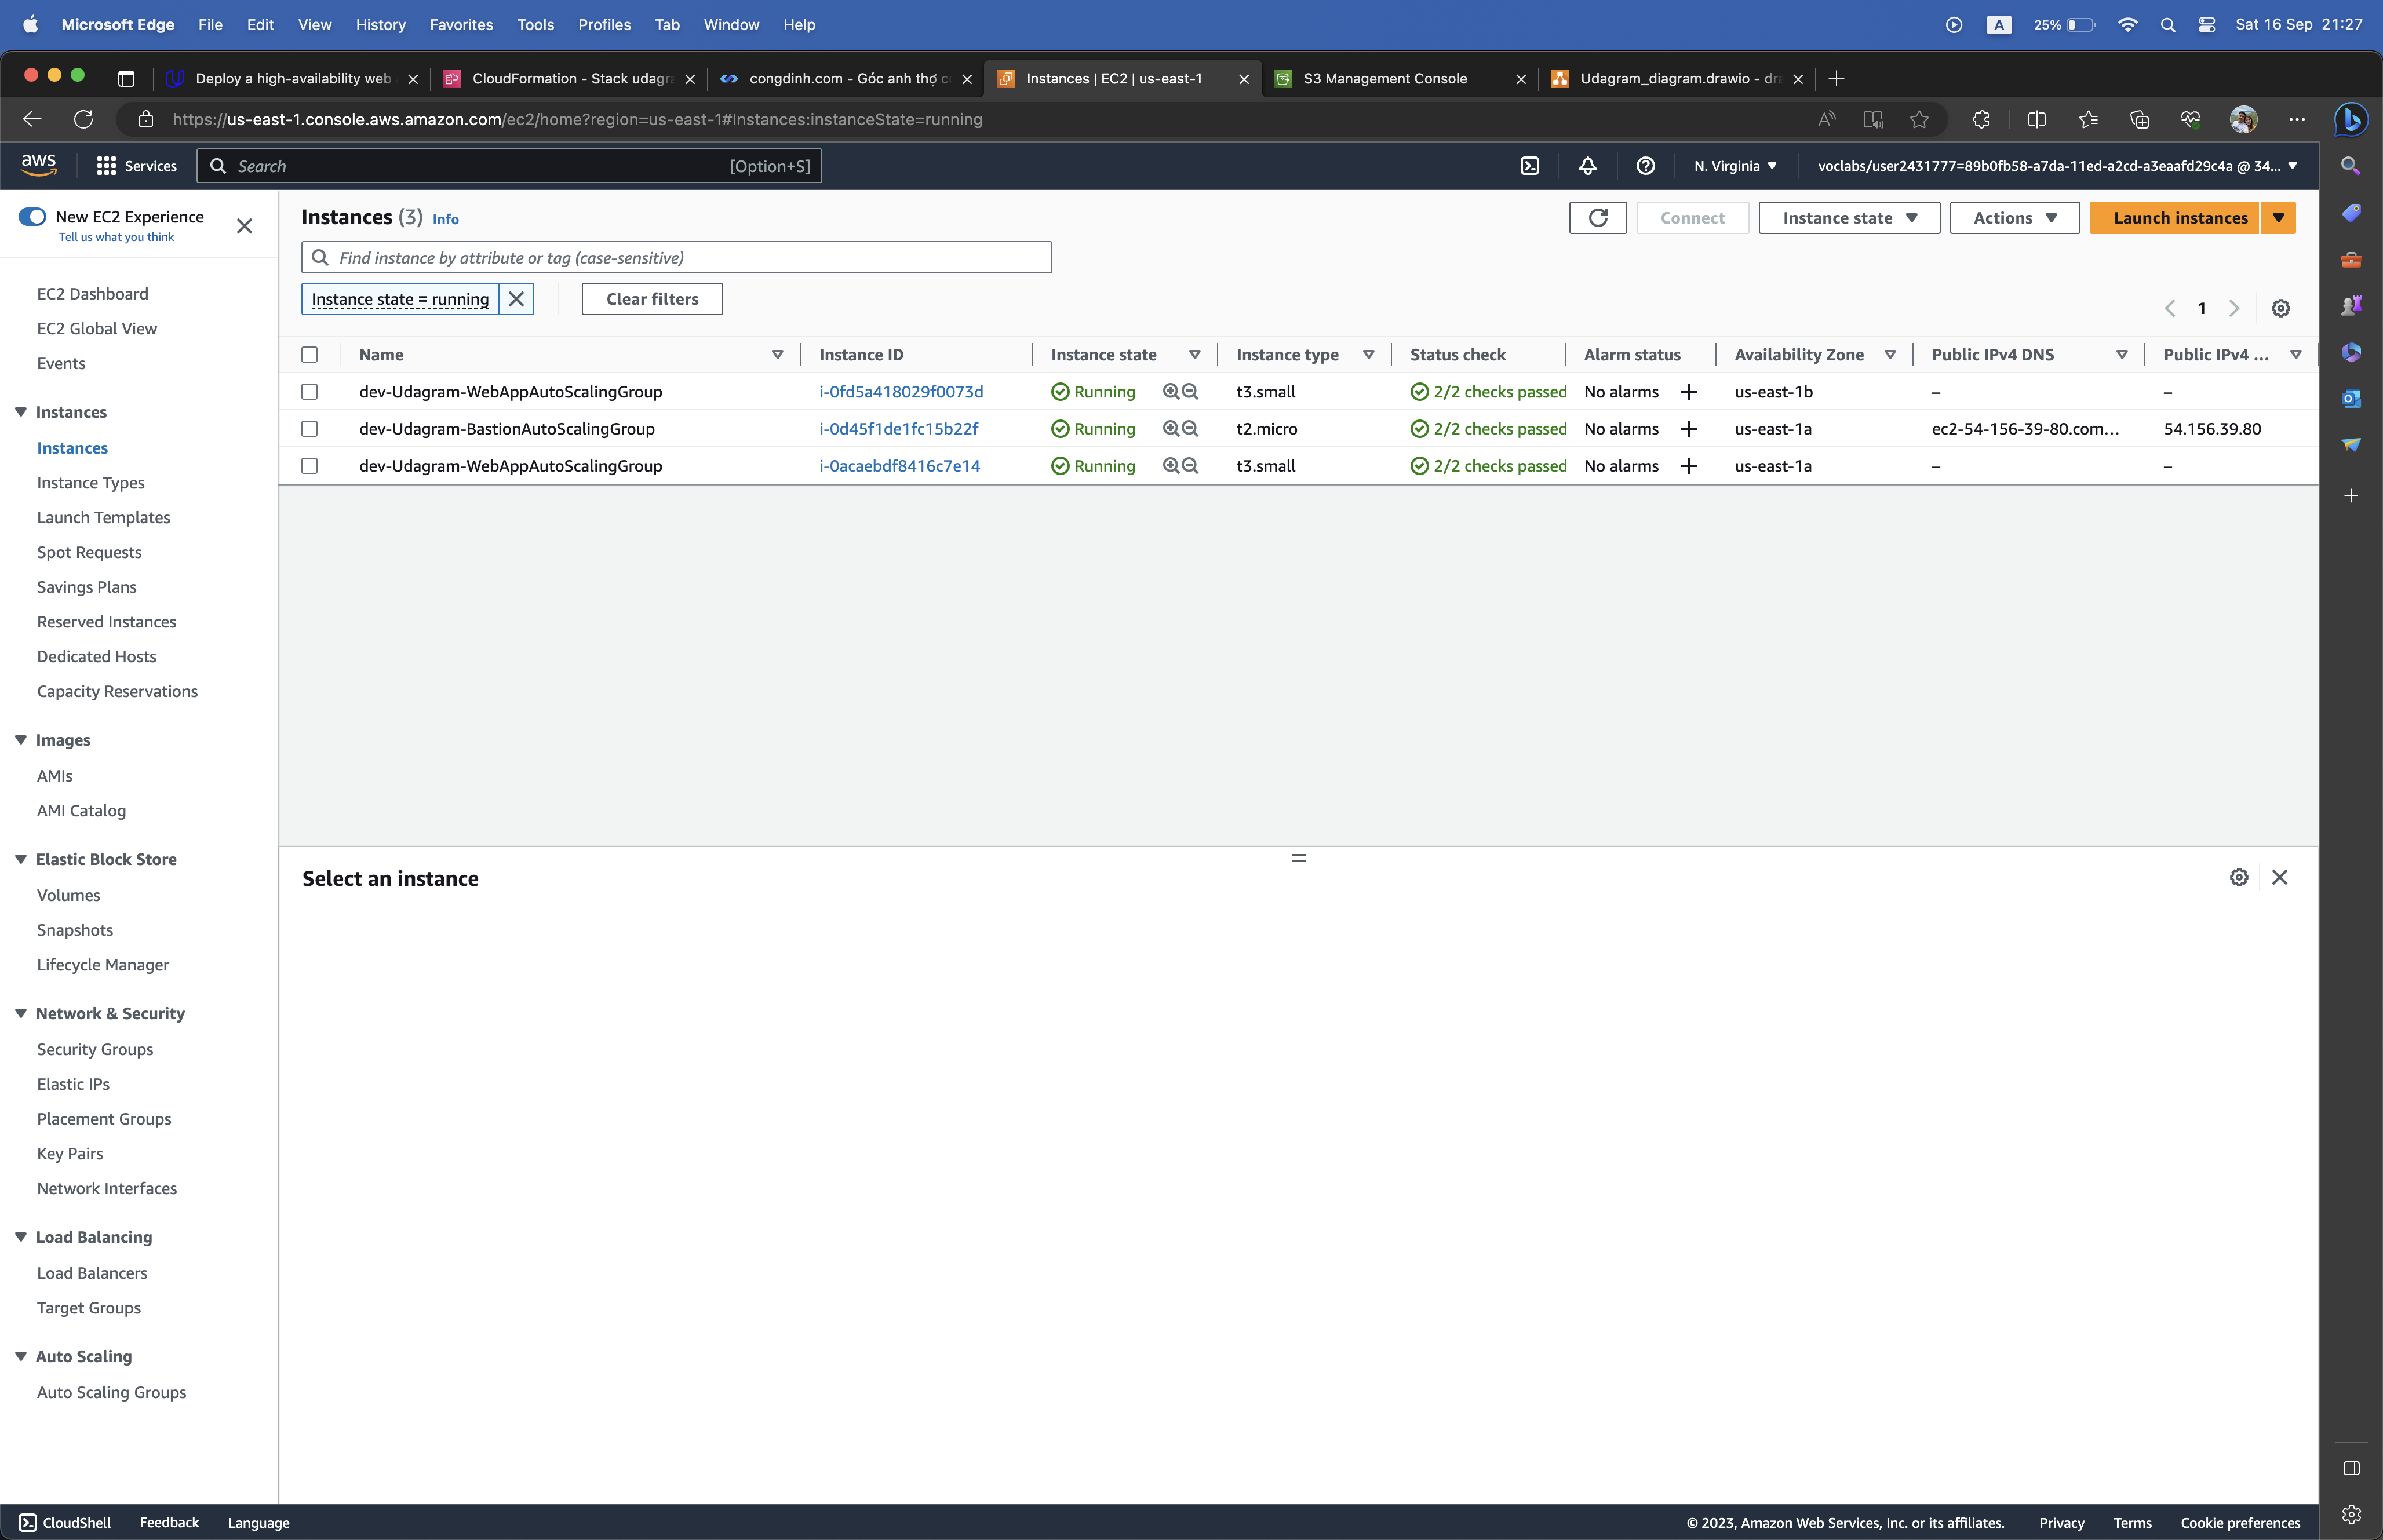 Microsoft Edge File Edit View History Favorites Tools Profiles Tab Window Help A 25% Sat 16 Sep 21:27
Deploy a high-availability web CloudFormation - Stack udagra congdinh.com - Góc anh thợ c Instances | EC2 | us-east-1 S3 Management Console Udagram_diagram.drawio - dra
https://us-east-1.console.aws.amazon.com/ec2/home?region=us-east-1#Instances:instanceState=running
aws Services Search [Option+S] N. Virginia voclabs/user2431777=89b0fb58-a7da-11ed-a2cd-a3eaafd29c4a @ 34...
New EC2 Experience
Tell us what you think
EC2 Dashboard
EC2 Global View
Events
Instances
Instances
Instance Types
Launch Templates
Spot Requests
Savings Plans
Reserved Instances
Dedicated Hosts
Capacity Reservations
Images
AMIs
AMI Catalog
Elastic Block Store
Volumes
Snapshots
Lifecycle Manager
Network & Security
Security Groups
Elastic IPs
Placement Groups
Key Pairs
Network Interfaces
Load Balancing
Load Balancers
Target Groups
Auto Scaling
Auto Scaling Groups
Instances (3) Info Connect Instance state Actions Launch instances
Find instance by attribute or tag (case-sensitive)
Instance state = running Clear filters 1
Name Instance ID Instance state Instance type Status check Alarm status Availability Zone Public IPv4 DNS Public IPv4 ...
dev-Udagram-WebAppAutoScalingGroup i-0fd5a418029f0073d Running t3.small 2/2 checks passed No alarms us-east-1b – –
dev-Udagram-BastionAutoScalingGroup i-0d45f1de1fc15b22f Running t2.micro 2/2 checks passed No alarms us-east-1a ec2-54-156-39-80.com... 54.156.39.80
dev-Udagram-WebAppAutoScalingGroup i-0acaebdf8416c7e14 Running t3.small 2/2 checks passed No alarms us-east-1a – –
Select an instance
CloudShell Feedback Language © 2023, Amazon Web Services, Inc. or its affiliates. Privacy Terms Cookie preferences